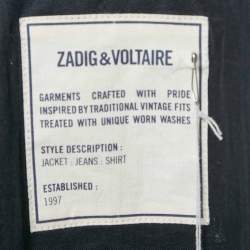 ZADIG & VOLTAIRE
GARMENTS CRAFTED WITH PRIDE
INSPIRED BY TRADITIONAL VINTAGE FITS
TREATED WITH UNIQUE WORN WASHES
STYLE DESCRIPTION :
JACKET : JEANS : SHIRT
ESTABLISHED :
1997